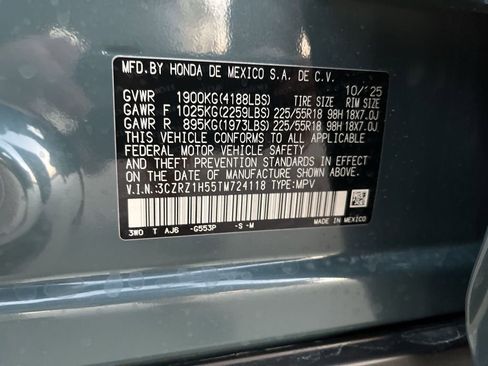 MFD.BY HONDA DE MEXICO S.A. DE C.V. 10/'25
GVWR 1900KG(4188LBS) TIRE SIZE RIM SIZE
GAWR F 1025KG(2259LBS) 225/55R18 98H 18X7.0J
GAWR R 895KG(1973LBS) 225/55R18 98H 18X7.0J
THIS VEHICLE CONFORMS TO ALL APPLICABLE
FEDERAL MOTOR VEHICLE SAFETY
AND THEFT PREVENTION STANDARDS IN EFFECT
ON THE DATE OF MANUFACTURE SHOWN ABOVE.
V.I.N.:3CZRZ1H55TM724118 TYPE:MPV
3W0 T AJ6 -G553P -S -M MADE IN MEXICO